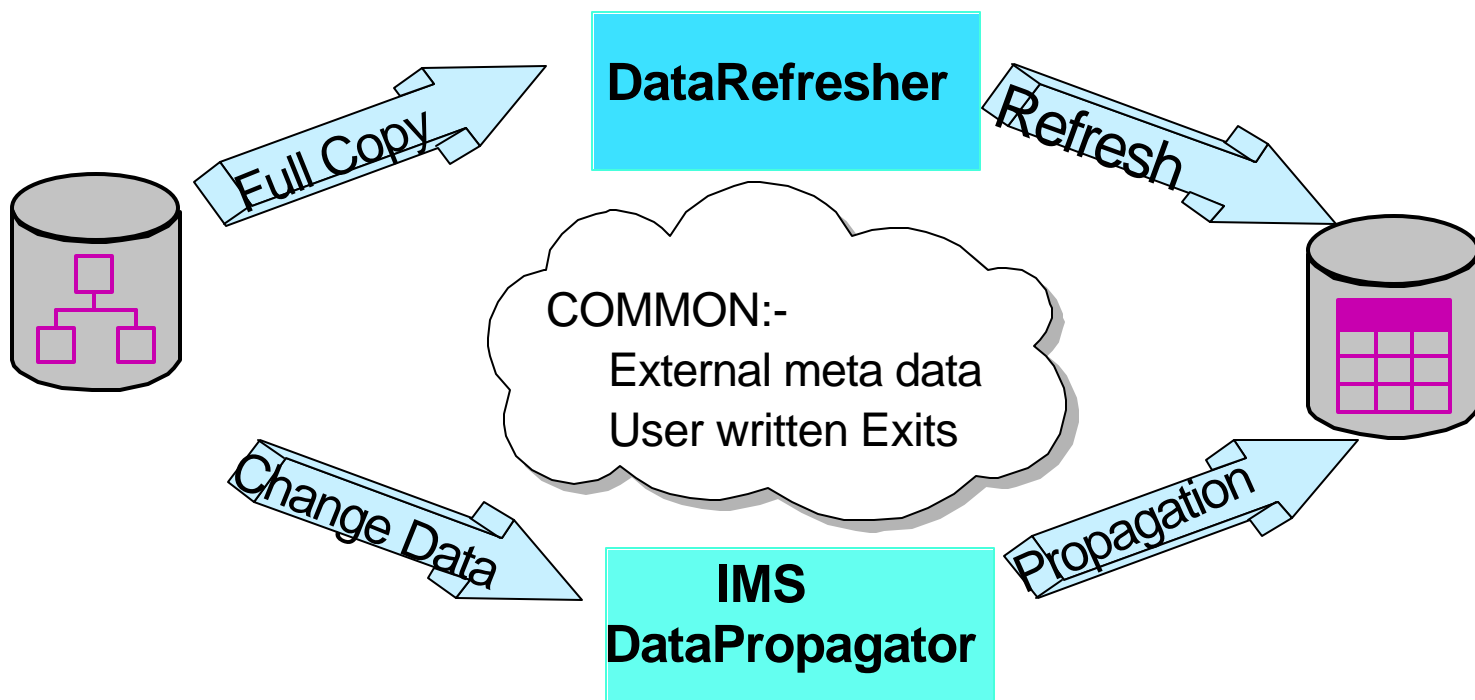 DataRefresher
Full Copy
Refresh
COMMON:-
External meta data
User written Exits
Change Data
Propagation
IMS
DataPropagator